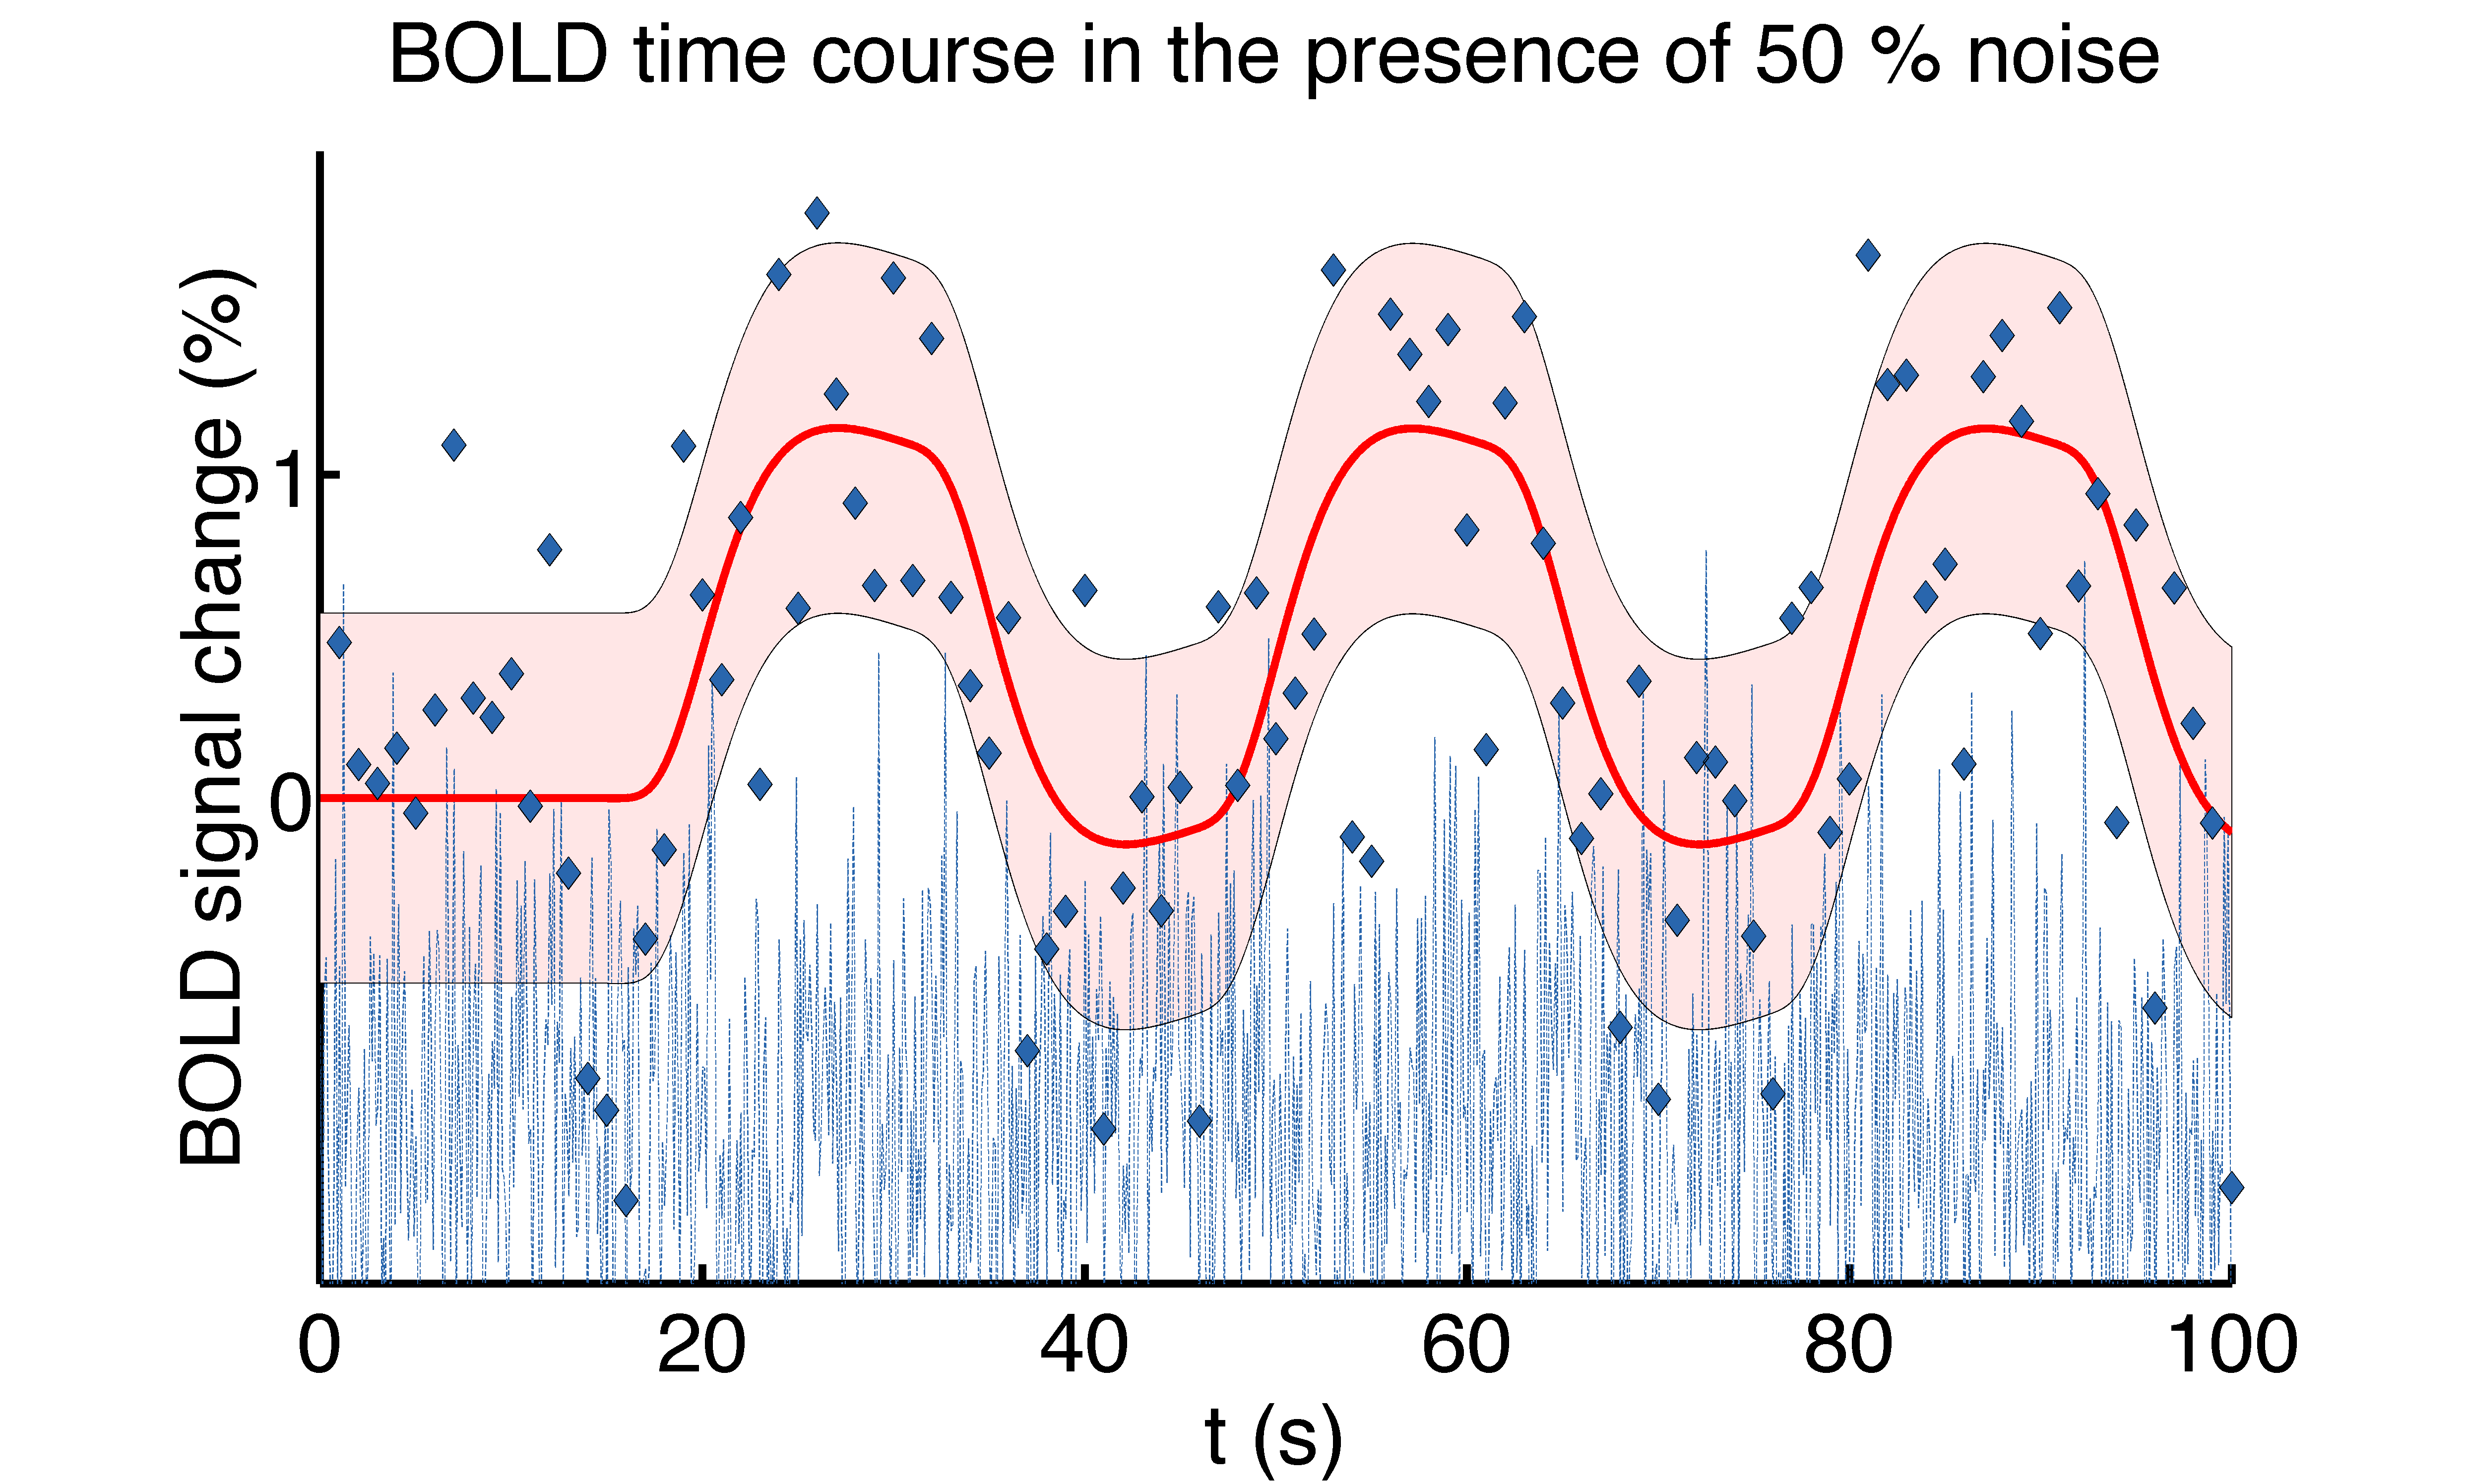 BOLD time course in the presence of 50 % noise
BOLD signal change (%)
1
0
0 20 40 60 80 100
t (s)